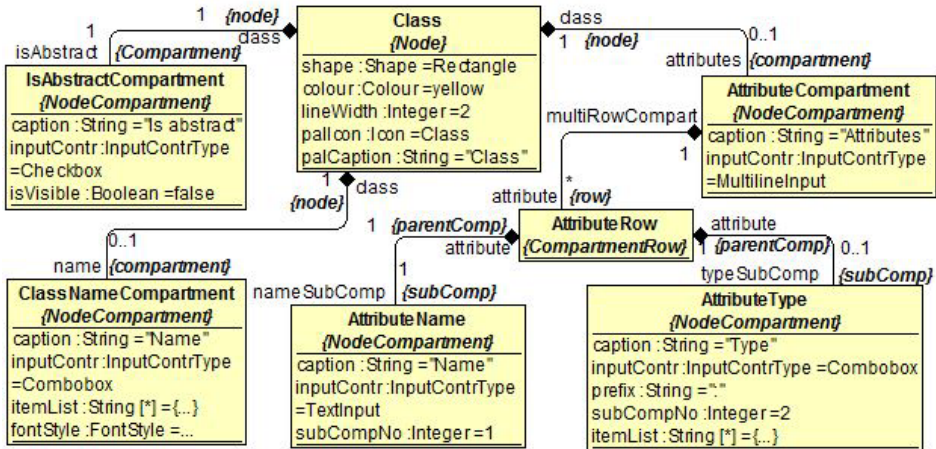 1 {node}
class
1
isAbstract {Compartment}
IsAbstractCompartment
{NodeCompartment}
caption :String ="Is abstract"
inputContr :InputContrType
=Checkbox
isVisible :Boolean =false
Class
{Node}
shape :Shape =Rectangle
colour :Colour =yellow
lineWidth :Integer =2
palIcon :Icon =Class
palCaption :String ="Class"
class
1 {node}
0..1
attributes {compartment}
AttributeCompartment
{NodeCompartment}
caption :String ="Attributes"
inputContr :InputContrType
=MultilineInput
multiRowCompart
1
*
attribute {row}
1 class
{node}
0..1
name {compartment}
ClassNameCompartment
{NodeCompartment}
caption :String ="Name"
inputContr :InputContrType
=Combobox
itemList :String [*] ={...}
fontStyle :FontStyle =...
AttributeRow
{CompartmentRow}
1 {parentComp}
attribute
1
nameSubComp {subComp}
AttributeName
{NodeCompartment}
caption :String ="Name"
inputContr :InputContrType
=TextInput
subCompNo :Integer =1
attribute
1 {parentComp}
0..1
typeSubComp {subComp}
AttributeType
{NodeCompartment}
caption :String ="Type"
inputContr :InputContrType =Combobox
prefix :String =":"
subCompNo :Integer =2
itemList :String [*] ={...}